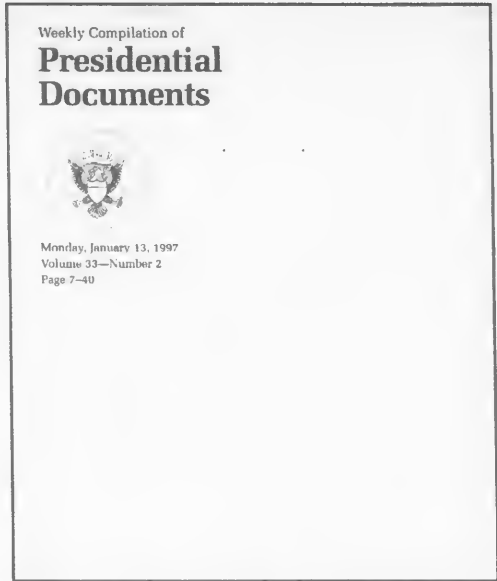 Weekly Compilation of
Presidential
Documents
Monday, January 13, 1997
Volume 33—Number 2
Page 7–40